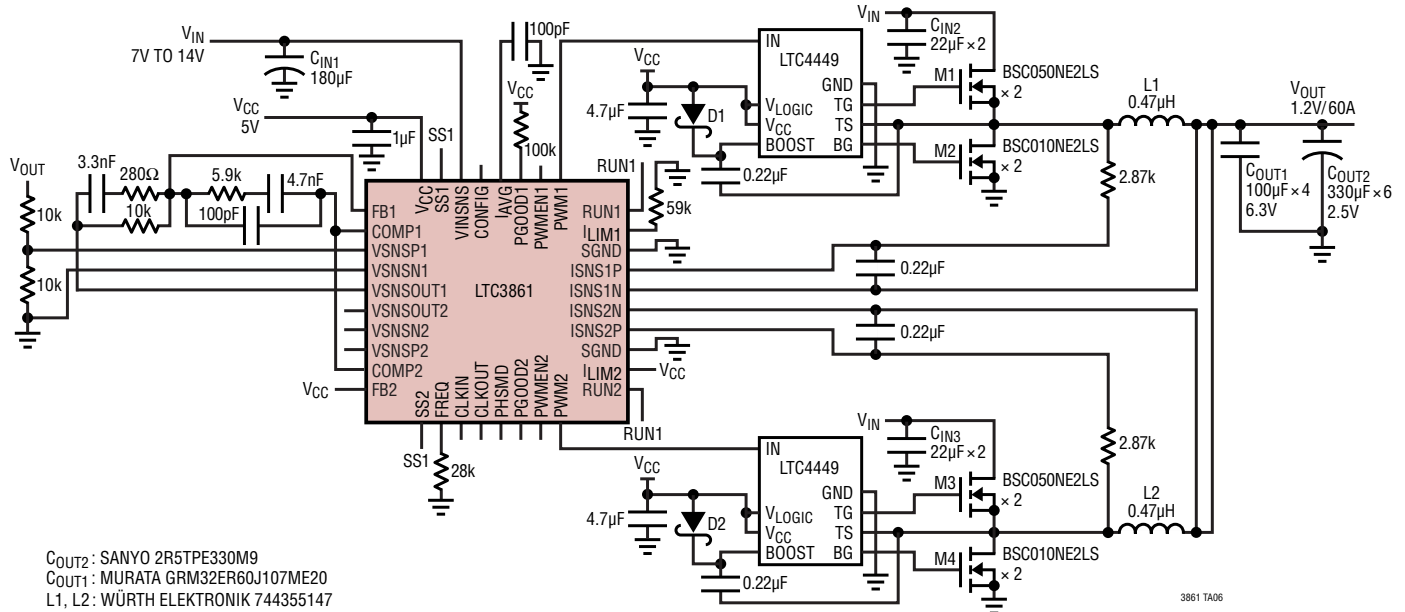 VIN
7V TO 14V
CIN1
180µF
VCC
5V
1µF
SS1
100pF
VCC
100k
VOUT
10k
10k
3.3nF
280Ω
10k
5.9k
4.7nF
100pF
VCC
SS1
VINSNS
CONFIG
IAVG
PGOOD1
PWMEN1
PWM1
FB1
COMP1
VSNSP1
VSNSN1
VSNSOUT1
VSNSOUT2
VSNSN2
VSNSP2
COMP2
FB2
VCC
LTC3861
RUN1
ILIM1
SGND
ISNS1P
ISNS1N
ISNS2N
ISNS2P
SGND
ILIM2
RUN2
SS2
FREQ
CLKIN
CLKOUT
PHSMD
PGOOD2
PWMEN2
PWM2
RUN1
59k
VCC
RUN1
SS1
28k
0.22µF
0.22µF
VCC
4.7µF
D1
0.22µF
IN
LTC4449
GND
VLOGIC
TG
VCC
TS
BOOST
BG
VIN
CIN2
22µF × 2
M1
BSC050NE2LS
× 2
M2
BSC010NE2LS
× 2
L1
0.47µH
2.87k
VOUT
1.2V/60A
COUT1
100µF × 4
6.3V
COUT2
330µF × 6
2.5V
VCC
4.7µF
D2
0.22µF
IN
LTC4449
GND
VLOGIC
TG
VCC
TS
BOOST
BG
VIN
CIN3
22µF × 2
M3
BSC050NE2LS
× 2
M4
BSC010NE2LS
× 2
2.87k
L2
0.47µH
COUT2: SANYO 2R5TPE330M9
COUT1: MURATA GRM32ER60J107ME20
L1, L2: WÜRTH ELEKTRONIK 744355147
3861 TA06